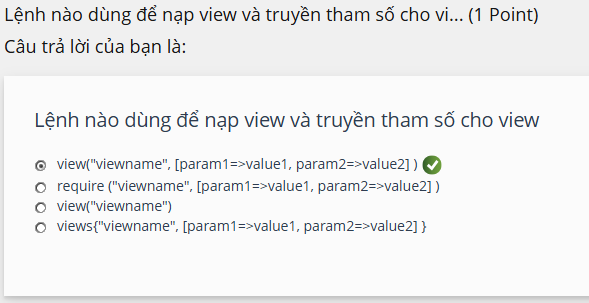 Lệnh nào dùng để nạp view và truyền tham số cho vi... (1 Point)
Câu trả lời của bạn là:
Lệnh nào dùng để nạp view và truyền tham số cho view
view("viewname", [param1=>value1, param2=>value2] )
require ("viewname", [param1=>value1, param2=>value2] )
view("viewname")
views{"viewname", [param1=>value1, param2=>value2] }